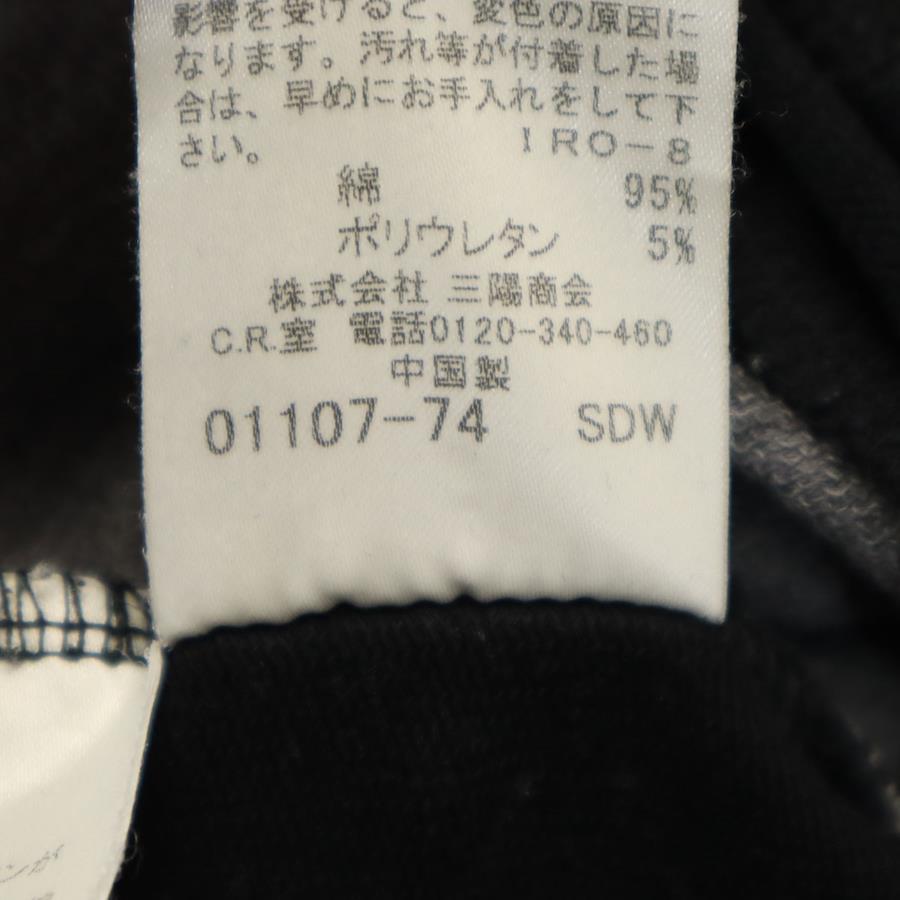 影響を受けると、変色の原因に
なります。汚れ等が付着した場
合は、早めにお手入れをして下
さい。 IRO-8
綿 95%
ポリウレタン 5%
株式会社 三陽商会
C.R.室 電話0120-340-460
中国製
01107-74 SDW